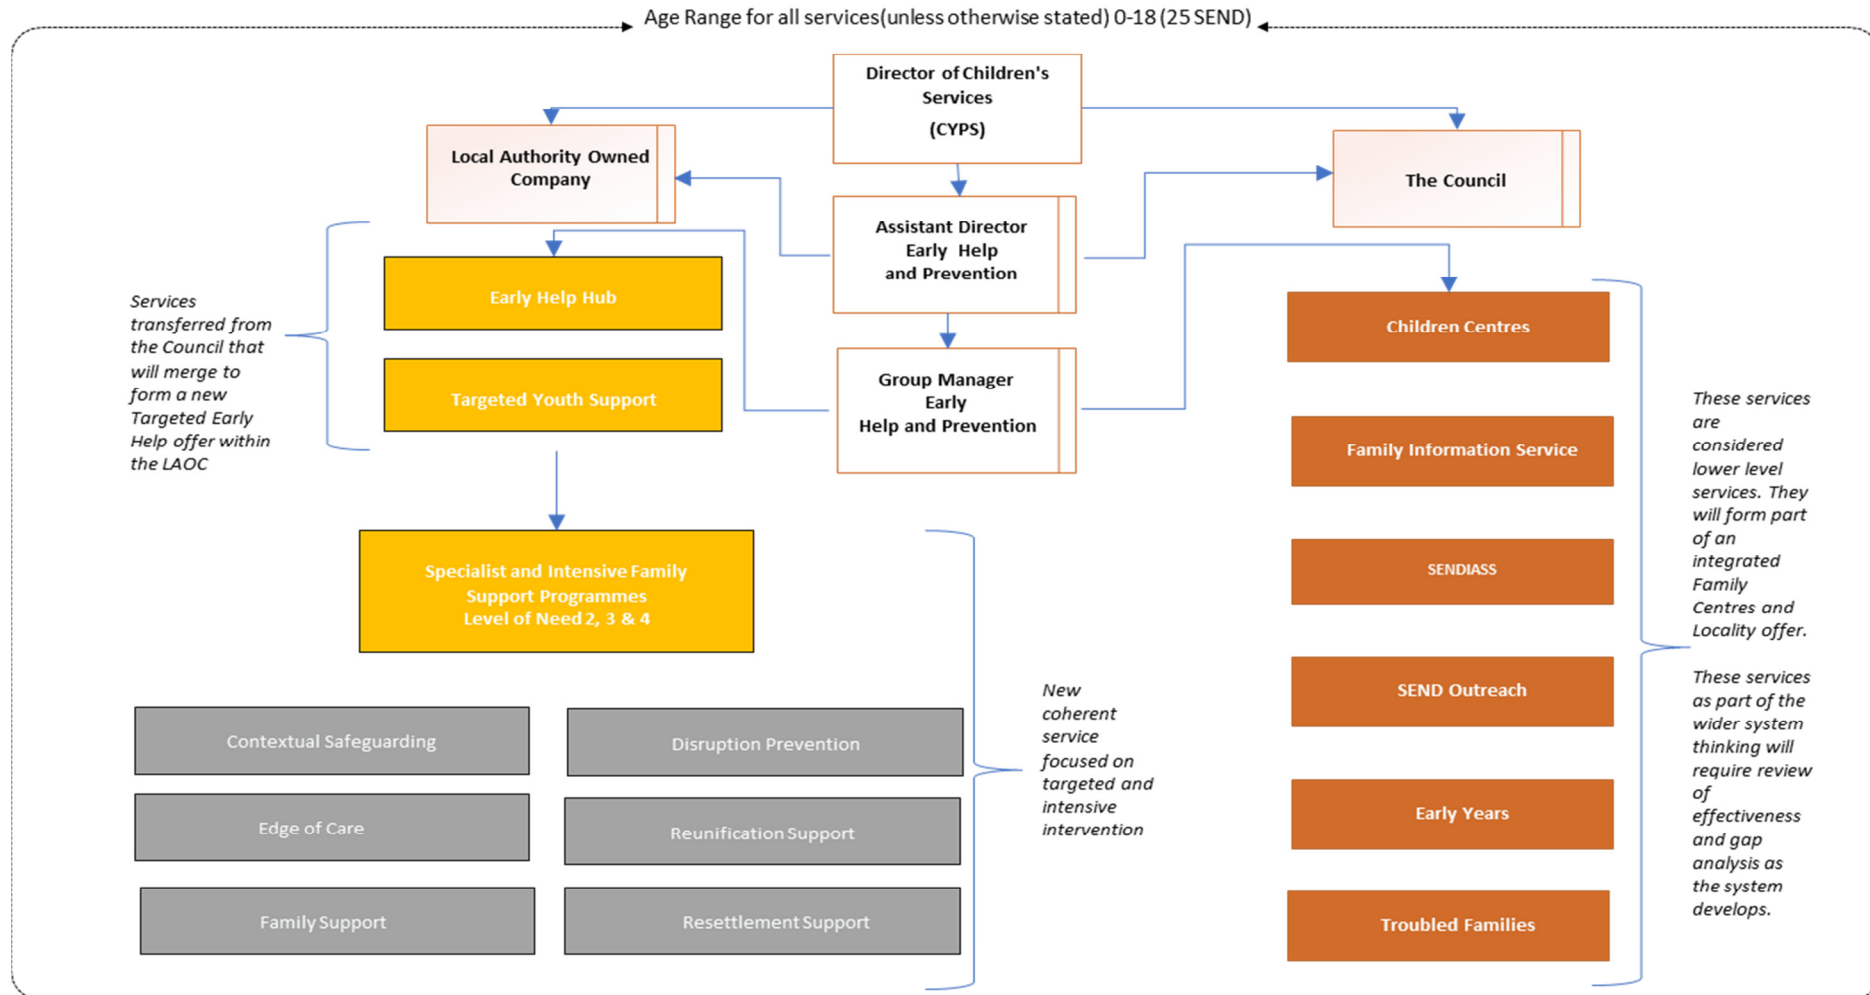 Age Range for all services(unless otherwise stated) 0-18 (25 SEND)
Director of Children's
Services
(CYPS)
Local Authority Owned
Company
The Council
Assistant Director
Early Help
and Prevention
Group Manager
Early
Help and Prevention
Services
transferred from
the Council that
will merge to
form a new
Targeted Early
Help offer within
the LAOC
Early Help Hub
Targeted Youth Support
Specialist and Intensive Family
Support Programmes
Level of Need 2, 3 & 4
Contextual Safeguarding
Disruption Prevention
Edge of Care
Reunification Support
Family Support
Resettlement Support
New
coherent
service
focused on
targeted and
intensive
intervention
Children Centres
Family Information Service
SENDIASS
SEND Outreach
Early Years
Troubled Families
These services
are
considered
lower level
services. They
will form part
of an
integrated
Family
Centres and
Locality offer.
These services
as part of the
wider system
thinking will
require review
of
effectiveness
and gap
analysis as
the system
develops.